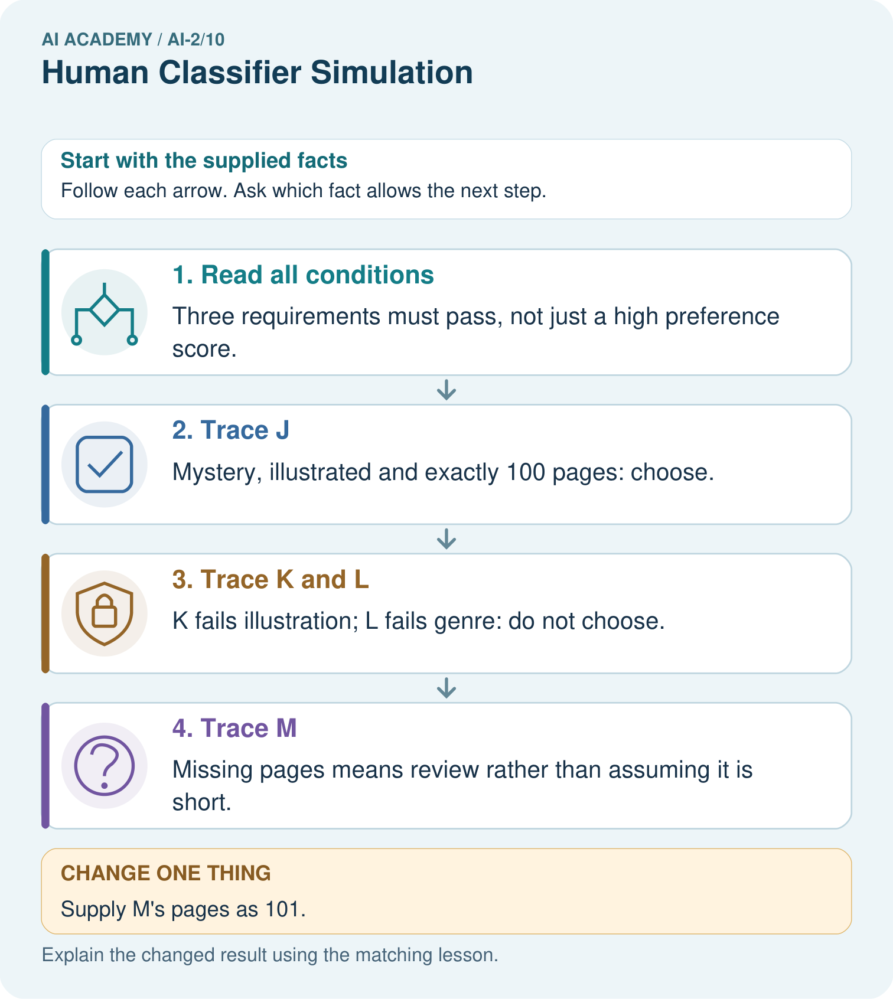 AI ACADEMY / AI-2/10
Human Classifier Simulation
Start with the supplied facts
Follow each arrow. Ask which fact allows the next step.
1. Read all conditions
Three requirements must pass, not just a high preference
score.
2. Trace J
Mystery, illustrated and exactly 100 pages: choose.
3. Trace K and L
K fails illustration; L fails genre: do not choose.
4. Trace M
Missing pages means review rather than assuming it is
short.
CHANGE ONE THING
Supply M's pages as 101.
Explain the changed result using the matching lesson.